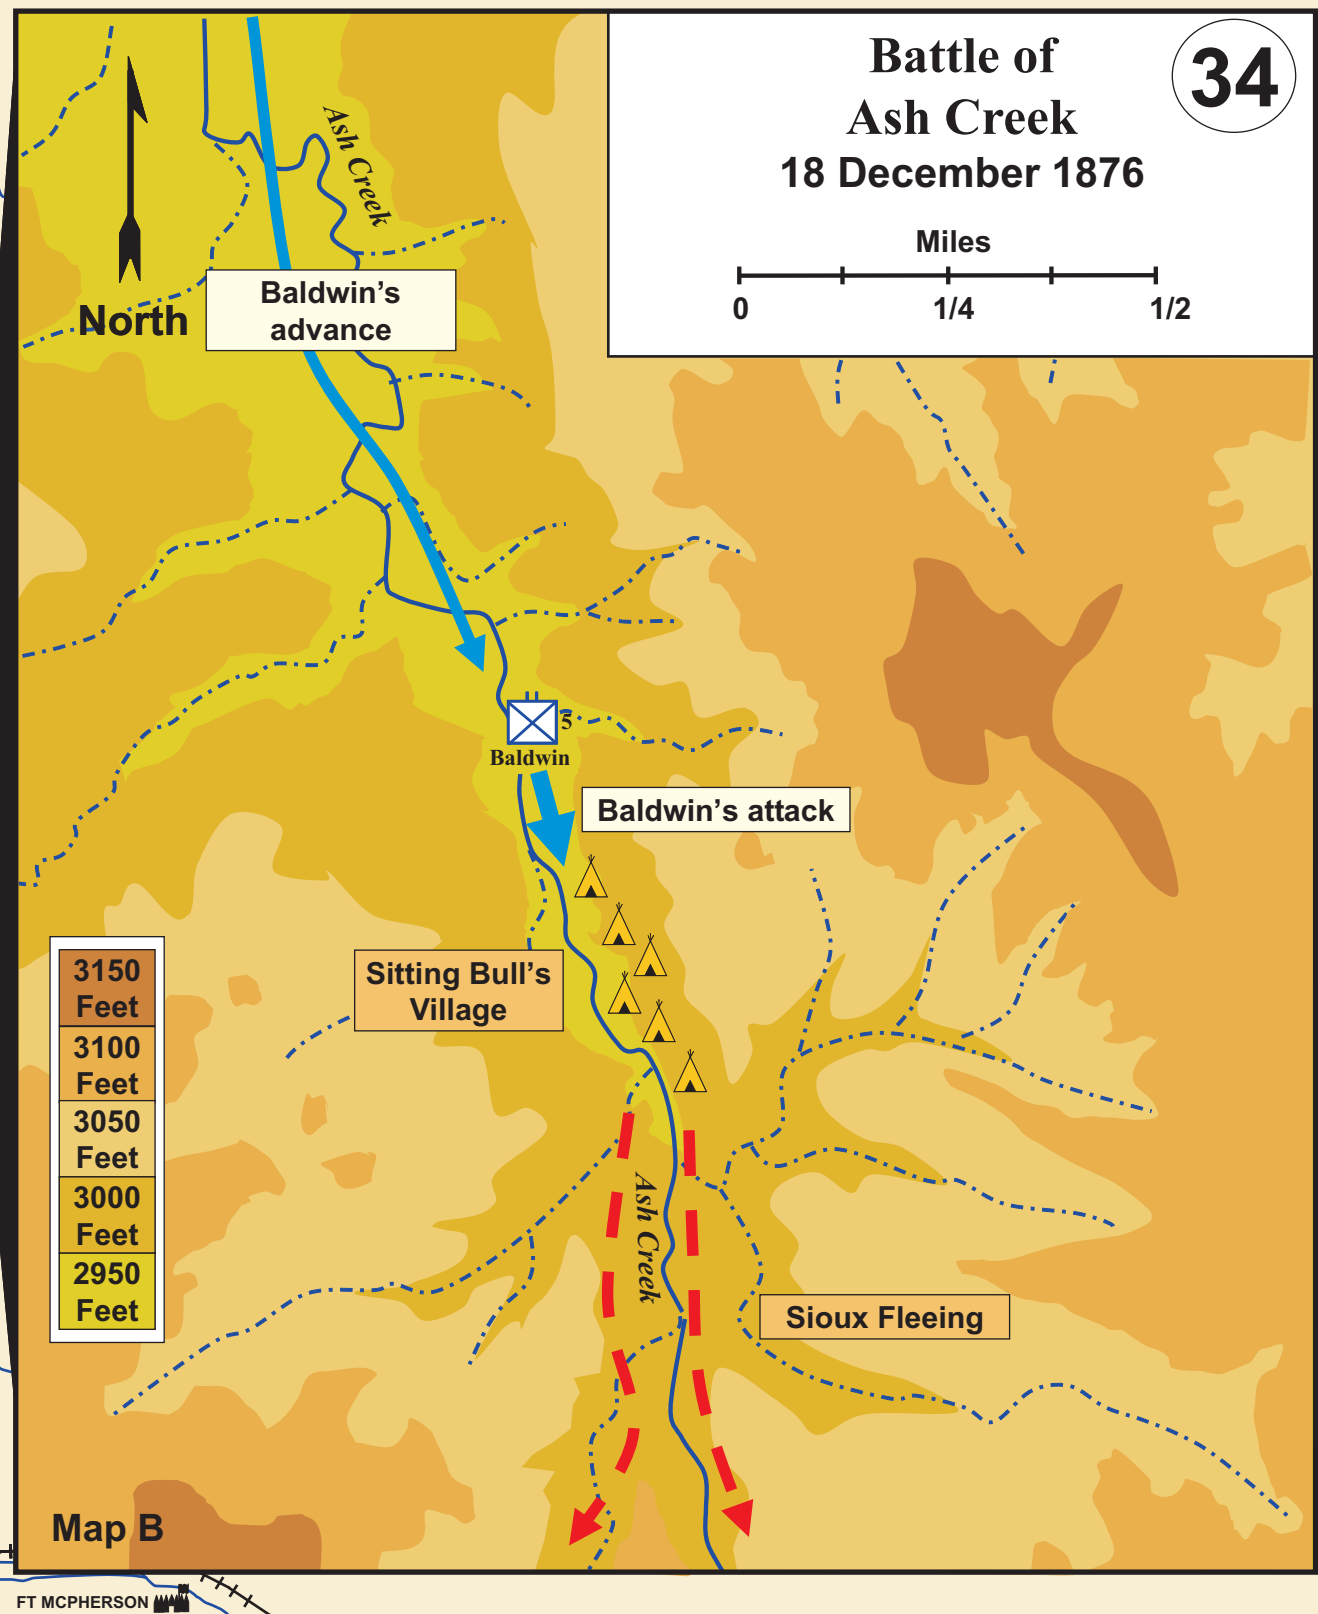 Battle of
Ash Creek
34
18 December 1876
Miles
0
1/4
1/2
Ash Creek
North
Baldwin's
advance
5
Baldwin
Baldwin's attack
Sitting Bull's
Village
3150
Feet
3100
Feet
3050
Feet
3000
Feet
2950
Feet
Ash Creek
Sioux Fleeing
Map B
FT MCPHERSON